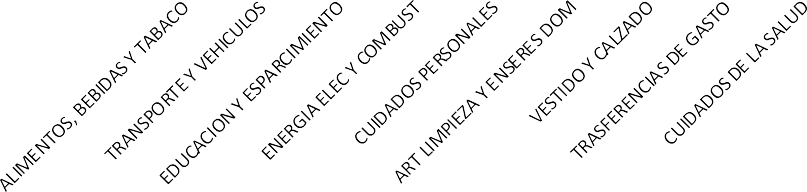 ALIMENTOS, BEBIDAS Y TABACO
TRANSPORTE Y VEHICULOS
EDUCACION Y ESPARCIMIENTO
ENERGIA ELEC Y COMBUST
CUIDADOS PERSONALES
ART LIMPIEZA Y ENSERES DOM
VESTIDO Y CALZADO
TRASFERENCIAS DE GASTO
CUIDADOS DE LA SALUD